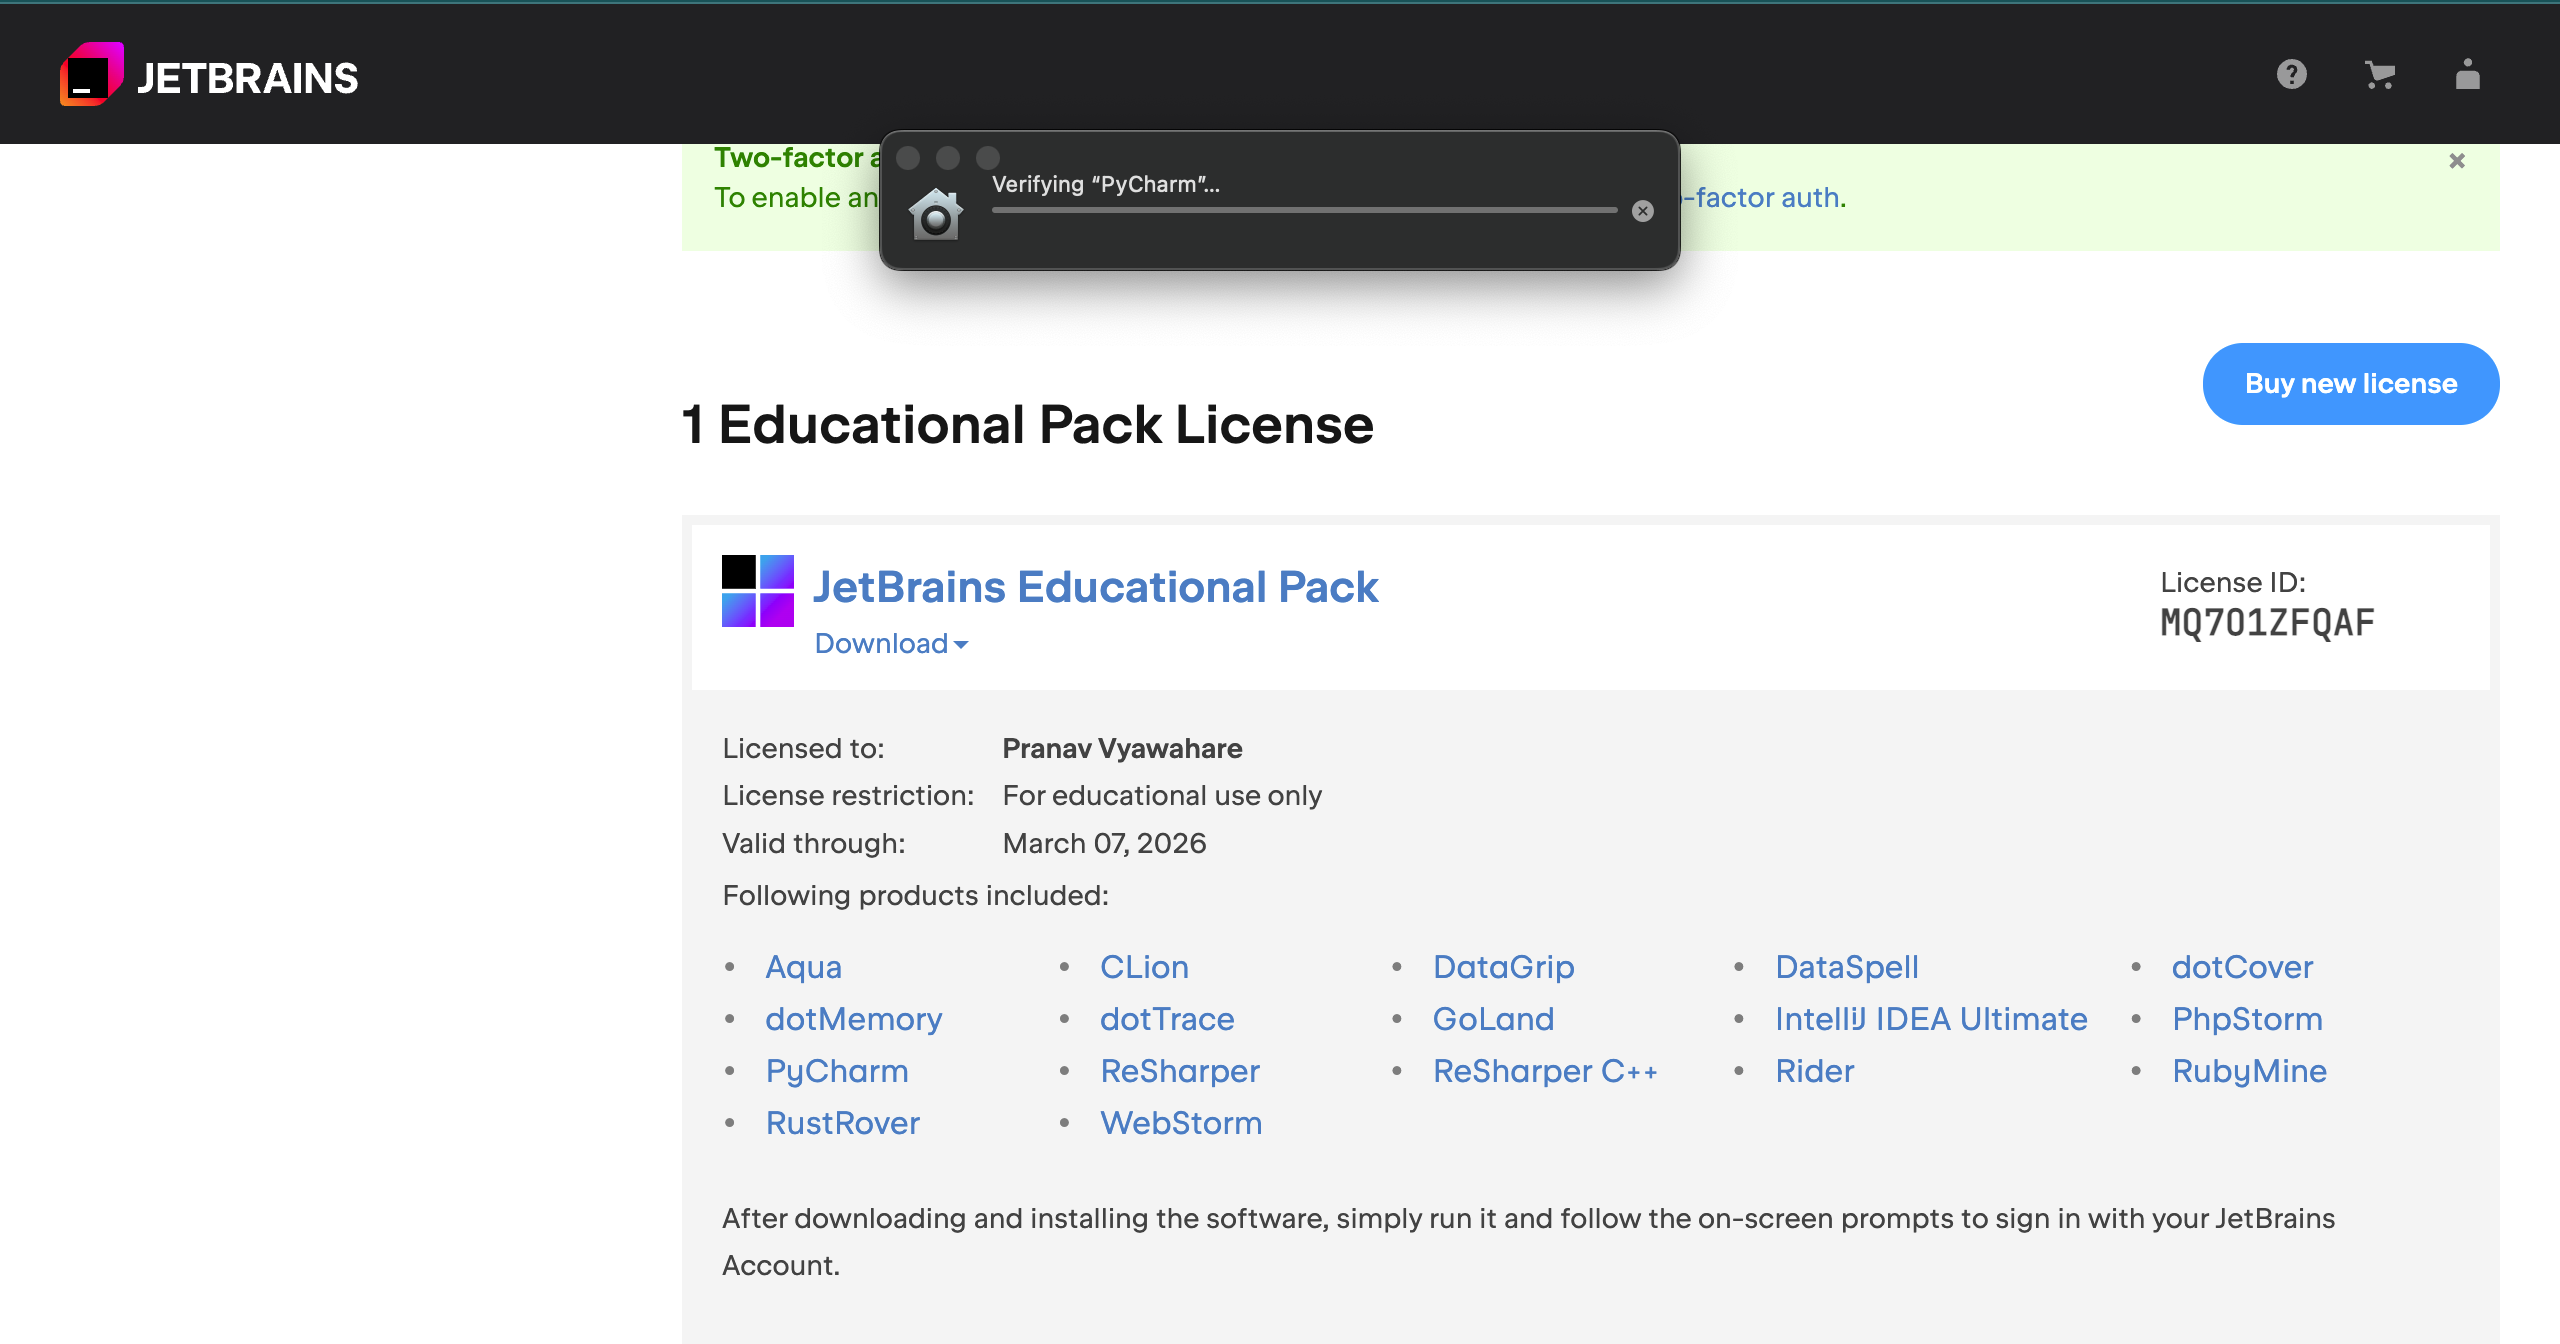 JETBRAINS
Two-factor a
To enable an
-factor auth.
Verifying “PyCharm”...
Buy new license
1 Educational Pack License
JetBrains Educational Pack
Download
License ID:
MQ7O1ZFQAF
Licensed to: Pranav Vyawahare
License restriction: For educational use only
Valid through: March 07, 2026
Following products included:
• Aqua • CLion • DataGrip • DataSpell • dotCover
• dotMemory • dotTrace • GoLand • IntelliJ IDEA Ultimate • PhpStorm
• PyCharm • ReSharper • ReSharper C++ • Rider • RubyMine
• RustRover • WebStorm
After downloading and installing the software, simply run it and follow the on-screen prompts to sign in with your JetBrains
Account.